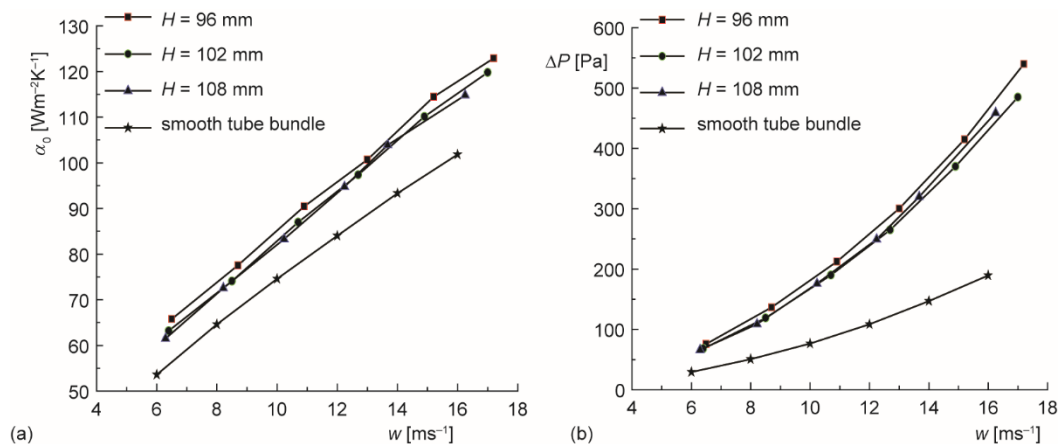 130
120
110
100
90
80
70
60
50
α₀ [Wm⁻²K⁻¹]
H = 96 mm
H = 102 mm
H = 108 mm
smooth tube bundle
4 6 8 10 12 14 16 18
(a)
w [ms⁻¹]
600
500
400
300
200
100
0
ΔP [Pa]
H = 96 mm
H = 102 mm
H = 108 mm
smooth tube bundle
4 6 8 10 12 14 16 18
(b)
w [ms⁻¹]